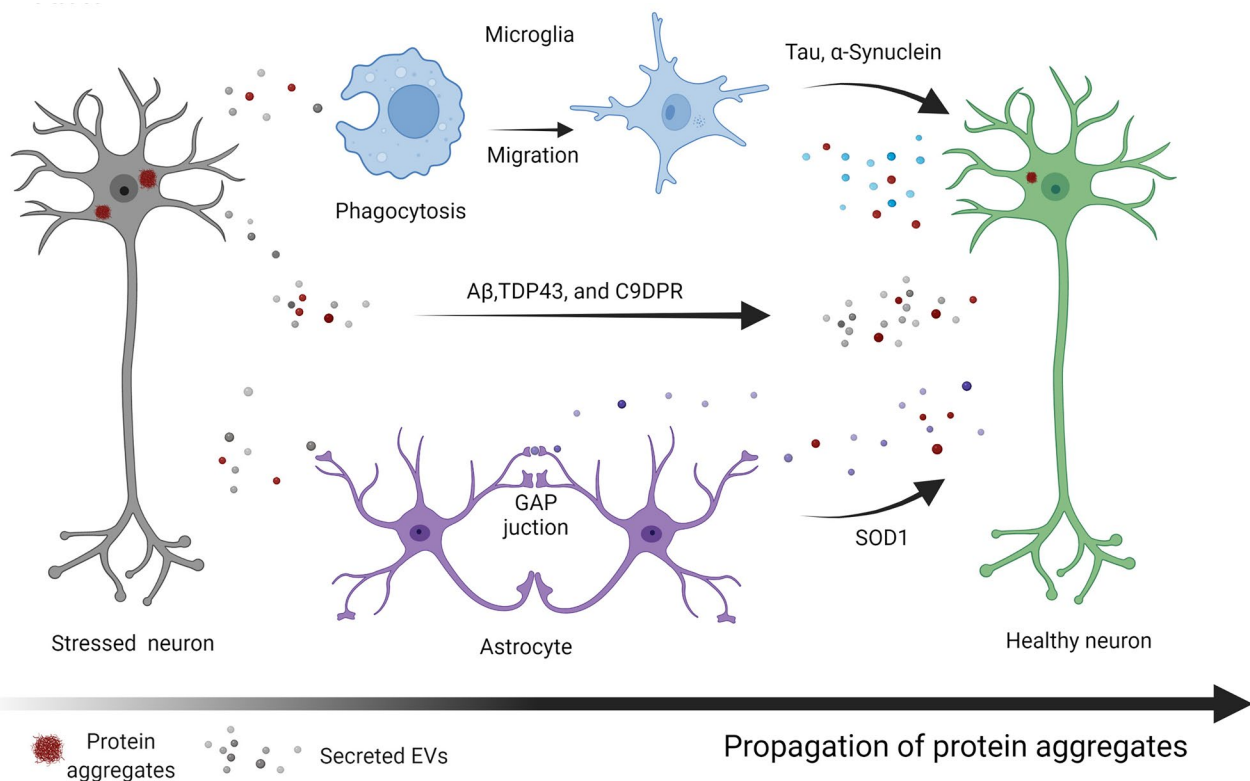 Microglia
Tau, α-Synuclein
Migration
Phagocytosis
Aβ,TDP43, and C9DPR
GAP
juction
SOD1
Stressed neuron
Astrocyte
Healthy neuron
Protein
aggregates
Secreted EVs
Propagation of protein aggregates